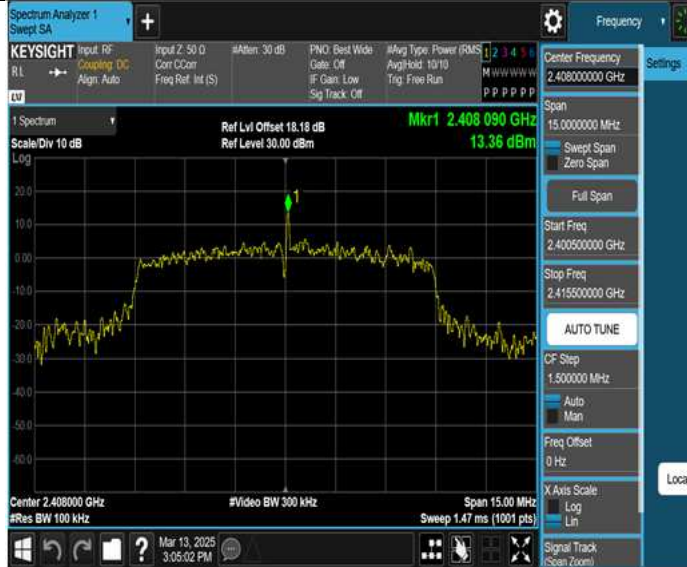 Spectrum Analyzer 1
Swept SA
+
Frequency
KEYSIGHT
Input: RF
Coupling: DC
Align: Auto
Input Z: 50 Ω
Corr CCorr
Freq Ref: Int (S)
#Atten: 30 dB
PNO: Best Wide
Gate: Off
IF Gain: Low
Sig Track: Off
#Avg Type: Power (RMS
Avg|Hold: 10/10
Trig: Free Run
1 2 3 4 5 6
M W W W W W
P P P P P P
R L
LV
1 Spectrum
Scale/Div 10 dB
Ref Lvl Offset 18.18 dB
Ref Level 30.00 dBm
Mkr1 2.408 090 GHz
13.36 dBm
Log
1
20.0
0.00
-10.0
-20.0
-30.0
-40.0
-60.0
Center 2.408000 GHz
#Video BW 300 kHz
Span 15.00 MHz
#Res BW 100 kHz
Sweep 1.47 ms (1001 pts)
?
Mar 13, 2025
3:05:02 PM
Center Frequency
2.408000000 GHz
Settings
Span
15.0000000 MHz
Swept Span
Zero Span
Full Span
Start Freq
2.400500000 GHz
Stop Freq
2.415500000 GHz
AUTO TUNE
CF Step
1.500000 MHz
Auto
Man
Freq Offset
0 Hz
Loca
X Axis Scale
Log
Lin
Signal Track
(Span Zoom)